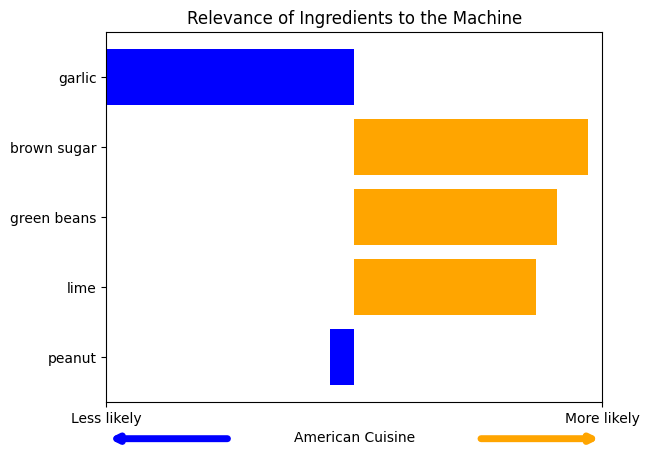 Relevance of Ingredients to the Machine
garlic
brown sugar
green beans
lime
peanut
Less likely
More likely
American Cuisine